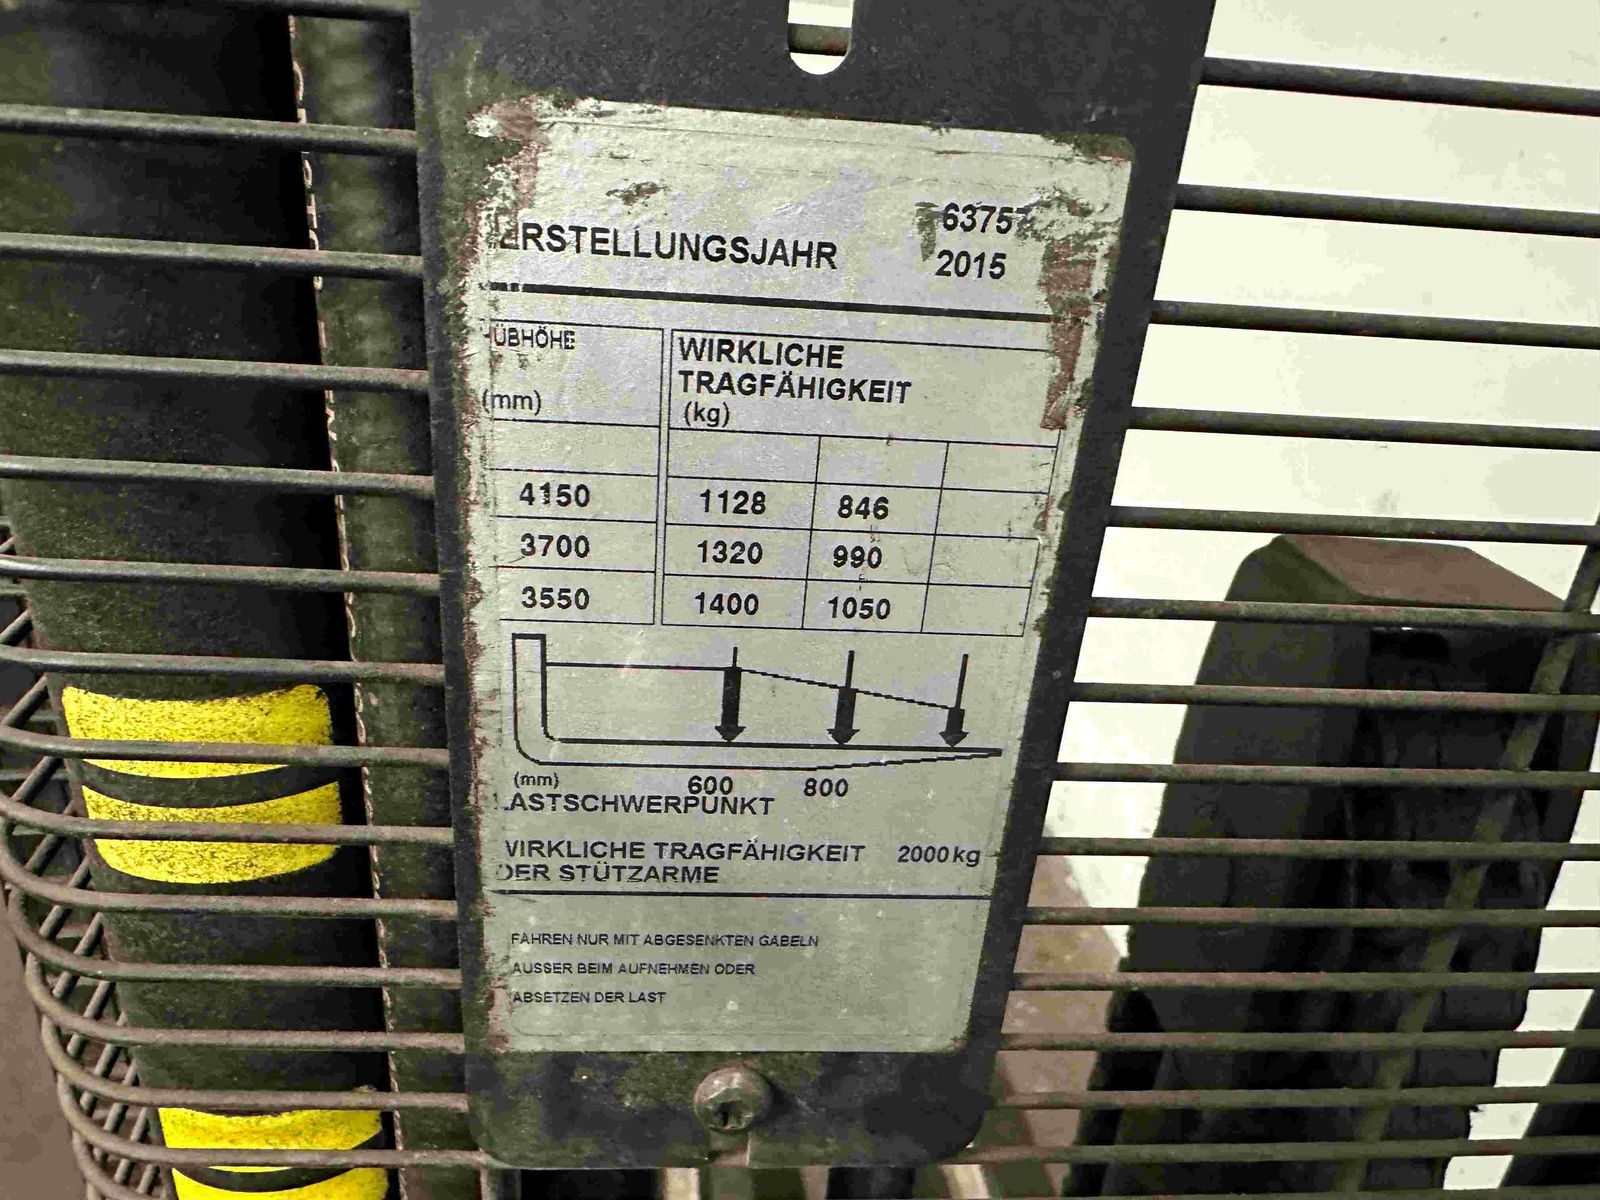 63757
ERSTELLUNGSJAHR 2015
UBHÖHE
(mm)
WIRKLICHE
TRAGFÄHIGKEIT
(kg)
4150 1128 846
3700 1320 990
3550 1400 1050
(mm) 600 800
LASTSCHWERPUNKT
WIRKLICHE TRAGFÄHIGKEIT 2000 kg
DER STÜTZARME
FAHREN NUR MIT ABGESENKTEN GABELN
AUSSER BEIM AUFNEHMEN ODER
ABSETZEN DER LAST